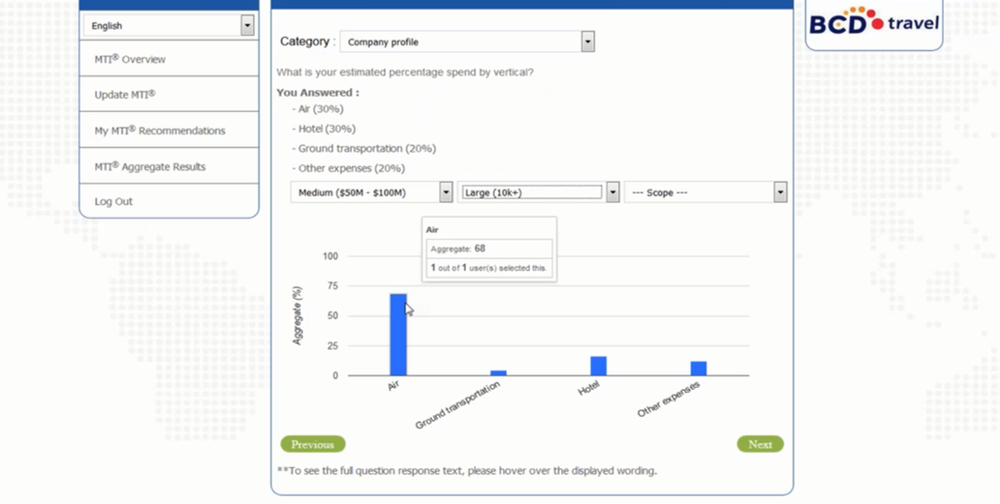 English
MTI® Overview
Update MTI®
My MTI® Recommendations
MTI® Aggregate Results
Log Out
BCD travel
Category : Company profile
What is your estimated percentage spend by vertical?
You Answered :
- Air (30%)
- Hotel (30%)
- Ground transportation (20%)
- Other expenses (20%)
Medium ($50M - $100M) Large (10k+) --- Scope ---
Air
Aggregate: 68
1 out of 1 user(s) selected this.
Aggregate (%)
100
75
50
25
0
Air Ground transportation Hotel Other expenses
Previous Next
**To see the full question response text, please hover over the displayed wording.